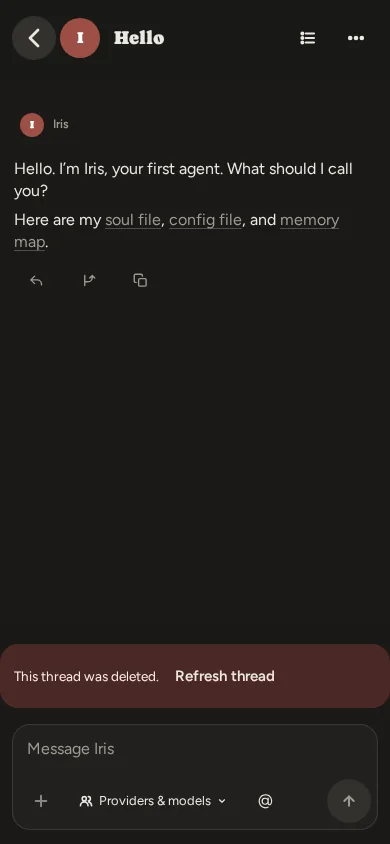 I Hello
I Iris
Hello. I’m Iris, your first agent. What should I call
you?
Here are my soul file, config file, and memory
map.
This thread was deleted. Refresh thread
Message Iris
Providers & models @